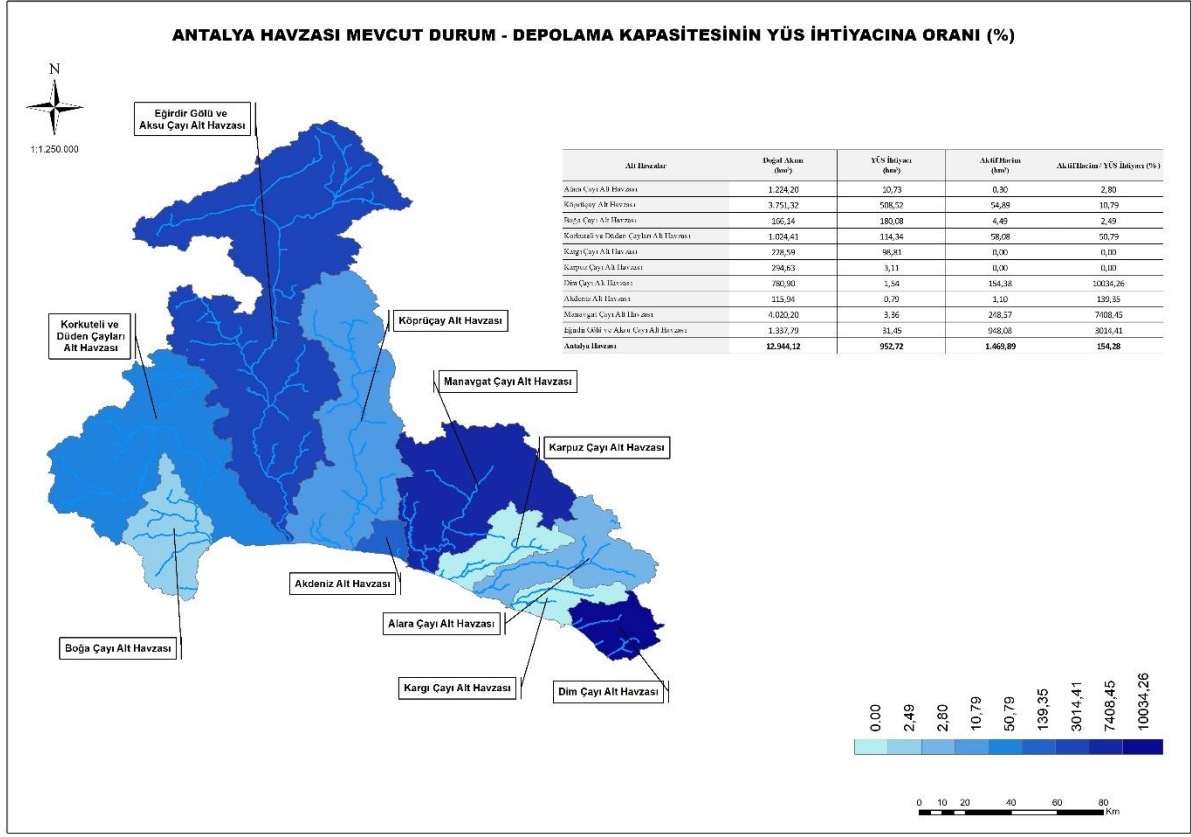 ANTALYA HAVZASI MEVCUT DURUM - DEPOLAMA KAPASİTESİNİN YÜS İHTİYACINA ORANI (%)
N
1:1.250.000
Eğirdir Gölü ve
Aksu Çayı Alt Havzası
Korkuteli ve
Düden Çayları
Alt Havzası
Köprüçay Alt Havzası
Manavgat Çayı Alt Havzası
Karpuz Çayı Alt Havzası
Akdeniz Alt Havzası
Alara Çayı Alt Havzası
Boğa Çayı Alt Havzası
Kargı Çayı Alt Havzası
Dim Çayı Alt Havzası
Alt Havzalar Doğal Akım (hm³) YÜS İhtiyacı (hm³) Aktif Hacim (hm³) Aktif Hacim / YÜS İhtiyacı (%)
Alara Çayı Alt Havzası 1.224,20 10,73 0,30 2,80
Köprüçay Alt Havzası 3.751,32 508,52 54,89 10,79
Boğa Çayı Alt Havzası 166,14 180,08 4,49 2,49
Korkuteli ve Düden Çayları Alt Havzası 1.024,41 114,34 58,08 50,79
Kargı Çayı Alt Havzası 228,59 98,81 0,00 0,00
Karpuz Çayı Alt Havzası 294,63 3,11 0,00 0,00
Dim Çayı Alt Havzası 780,90 1,54 154,38 10034,26
Akdeniz Alt Havzası 115,94 0,79 1,10 139,35
Manavgat Çayı Alt Havzası 4.020,20 3,36 248,57 7408,45
Eğirdir Gölü ve Aksu Çayı Alt Havzası 1.337,79 31,45 948,08 3014,41
Antalya Havzası 12.944,12 952,72 1.469,89 154,28
0.00 2,49 2,80 10,79 50,79 139,35 3014,41 7408,45 10034,26
0 10 20 40 60 80
Km